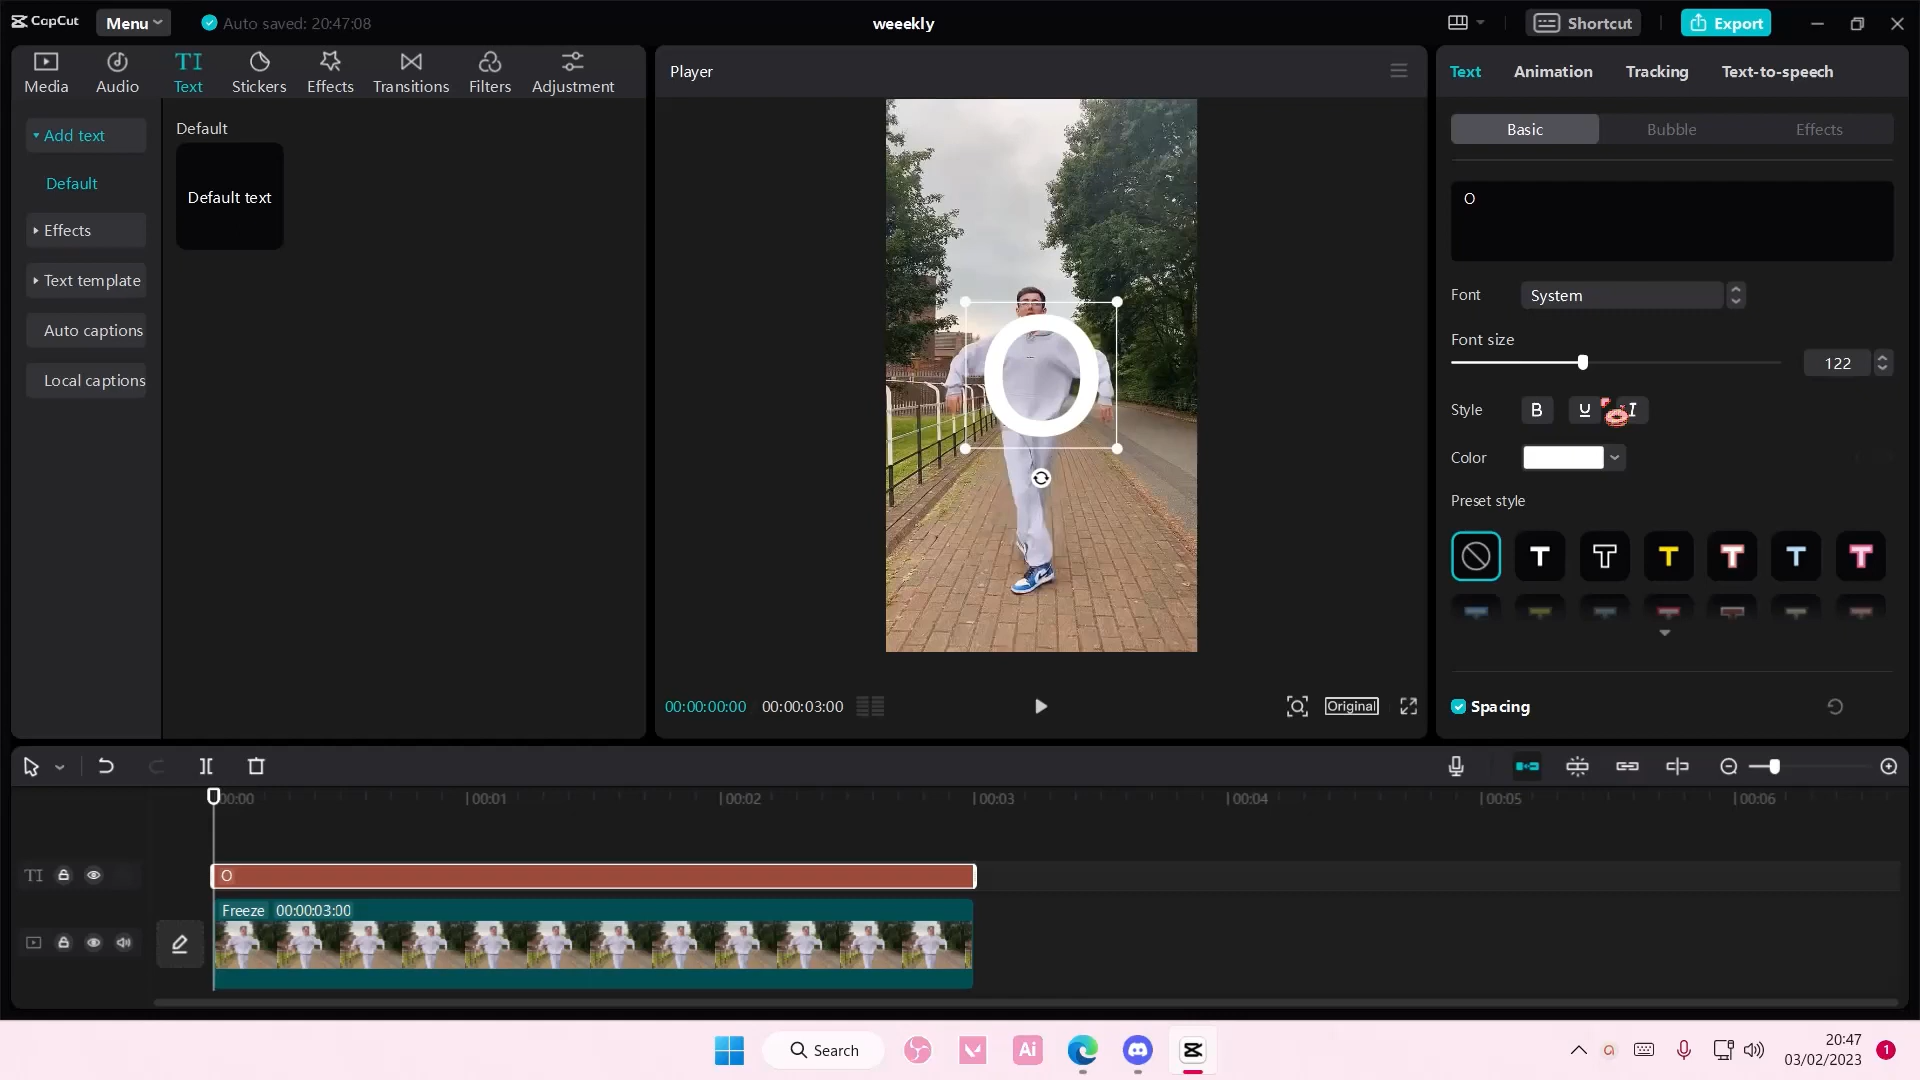 CapCut Menu Auto saved: 20:47:08 weeekly Shortcut Export
Media Audio Text Stickers Effects Transitions Filters Adjustment
Add text
Default
Effects
Text template
Auto captions
Local captions
Default
Default text
Player
O
00:00:00:00 00:00:03:00 Original
Text Animation Tracking Text-to-speech
Basic Bubble Effects
O
Font System
Font size
122
Style B U I
Color
Preset style
T T T T T T
Spacing
00:00 00:01 00:02 00:03 00:04 00:05 00:06
TI O
Freeze 00:00:03:00
Search Ai
20:47
03/02/2023 1